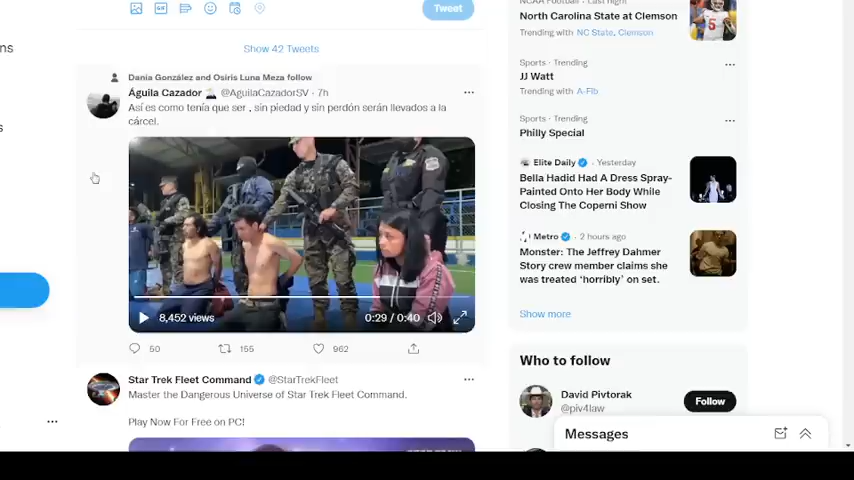 Tweet
Show 42 Tweets
Dania González and Osiris Luna Meza follow
Águila Cazador @AguilaCazadorSV · 7h
Así es como tenía que ser , sin piedad y sin perdón serán llevados a la
cárcel.
8,452 views
0:29 / 0:40
50 155 962
Star Trek Fleet Command @StarTrekFleet
Master the Dangerous Universe of Star Trek Fleet Command.
Play Now For Free on PC!
North Carolina State at Clemson
Trending with NC State, Clemson
Sports · Trending
JJ Watt
Trending with A-Fib
Sports · Trending
Philly Special
Elite Daily · Yesterday
Bella Hadid Had A Dress Spray-
Painted Onto Her Body While
Closing The Coperni Show
Metro · 2 hours ago
Monster: The Jeffrey Dahmer
Story crew member claims she
was treated ‘horribly’ on set.
Show more
Who to follow
David Pivtorak
@piv4law
Follow
Messages